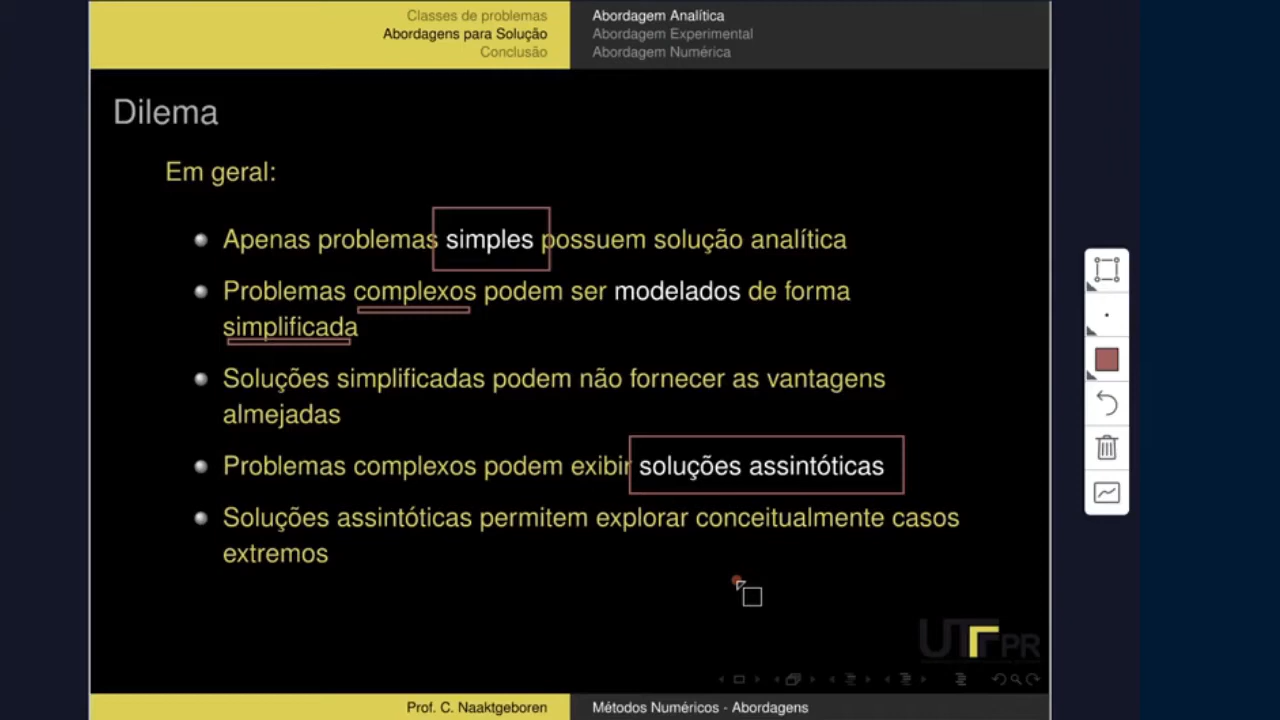 Classes de problemas
Abordagens para Solução
Conclusão
Abordagem Analítica
Abordagem Experimental
Abordagem Numérica
Dilema
Em geral:
Apenas problemas simples possuem solução analítica
Problemas complexos podem ser modelados de forma
simplificada
Soluções simplificadas podem não fornecer as vantagens
almejadas
Problemas complexos podem exibir soluções assintóticas
Soluções assintóticas permitem explorar conceitualmente casos
extremos
UTFPR
Prof. C. Naaktgeboren
Métodos Numéricos - Abordagens